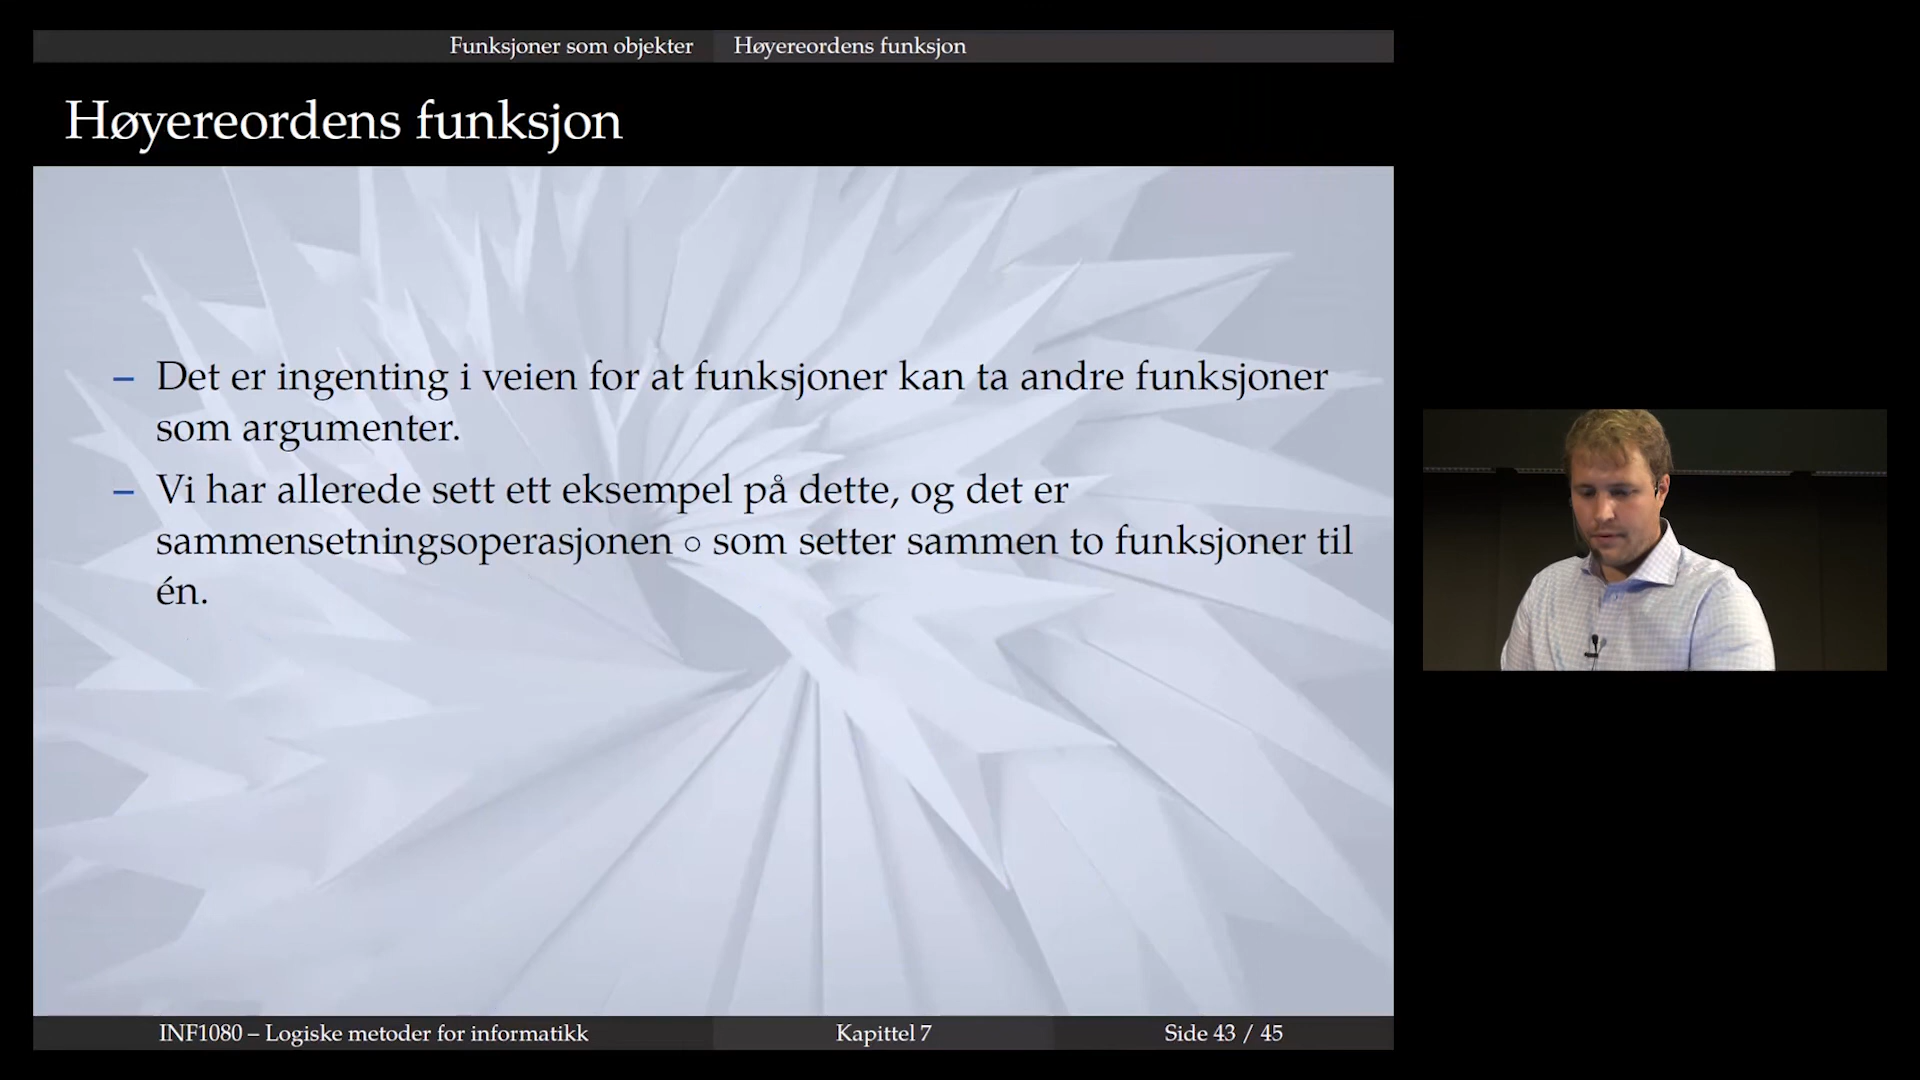 Funksjoner som objekter Høyereordens funksjon
Høyereordens funksjon
– Det er ingenting i veien for at funksjoner kan ta andre funksjoner
som argumenter.
– Vi har allerede sett ett eksempel på dette, og det er
sammensetningsoperasjonen ∘ som setter sammen to funksjoner til
én.
INF1080 – Logiske metoder for informatikk Kapittel 7 Side 43 / 45